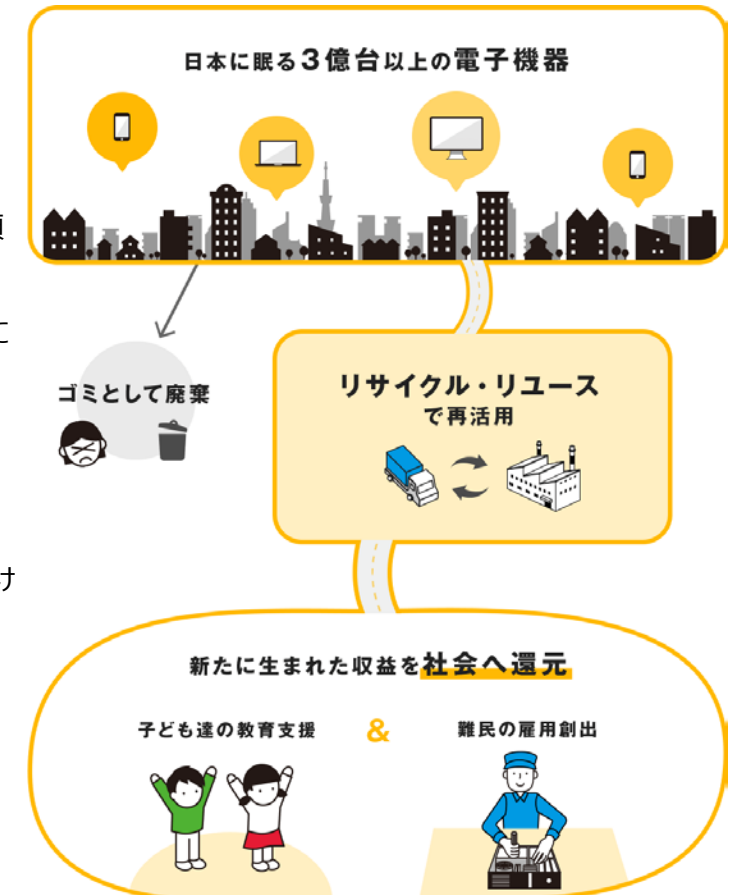 日本に眠る3億台以上の電子機器
に
ゴミとして廃棄
リサイクル・リユース
で再活用
け
新たに生まれた収益を社会へ還元
子ども達の教育支援
&
難民の雇用創出